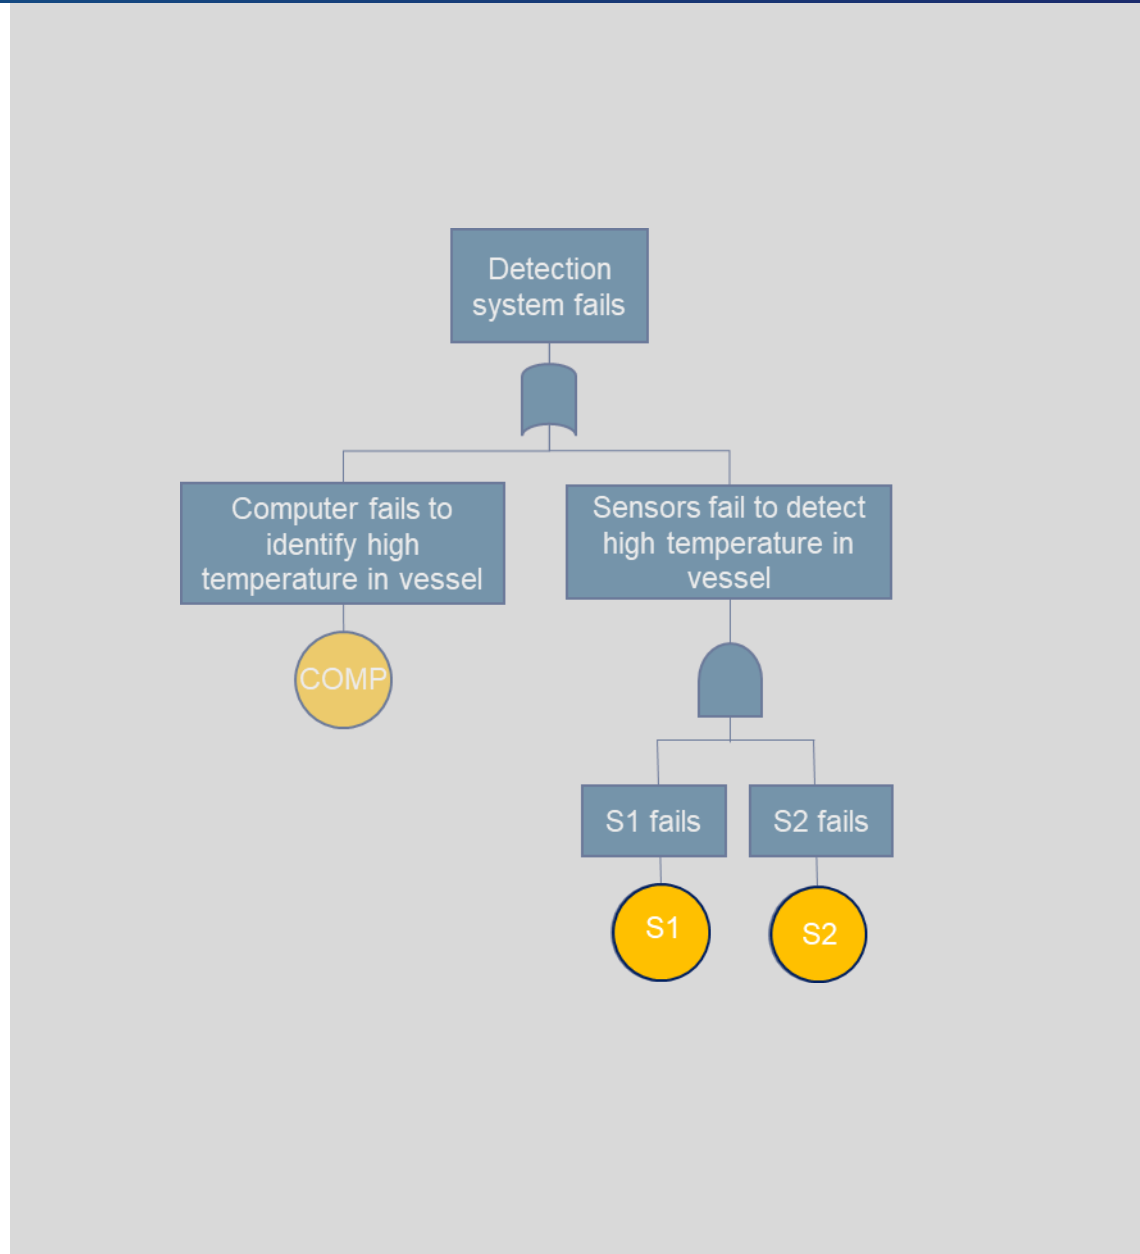 Detection
system fails
Computer fails to
identify high
temperature in vessel
Sensors fail to detect
high temperature in
vessel
COMP
S1 fails
S2 fails
S1
S2